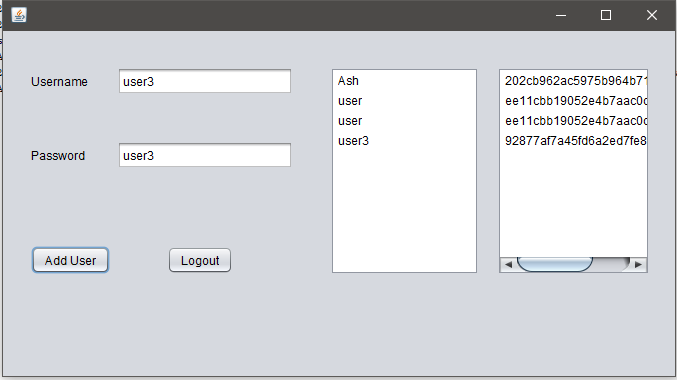 Username
user3
Password
user3
Add User
Logout
Ash
user
user
user3
202cb962ac5975b964b71
ee11cbb19052e4b7aac0c
ee11cbb19052e4b7aac0c
92877af7a45fd6a2ed7fe8